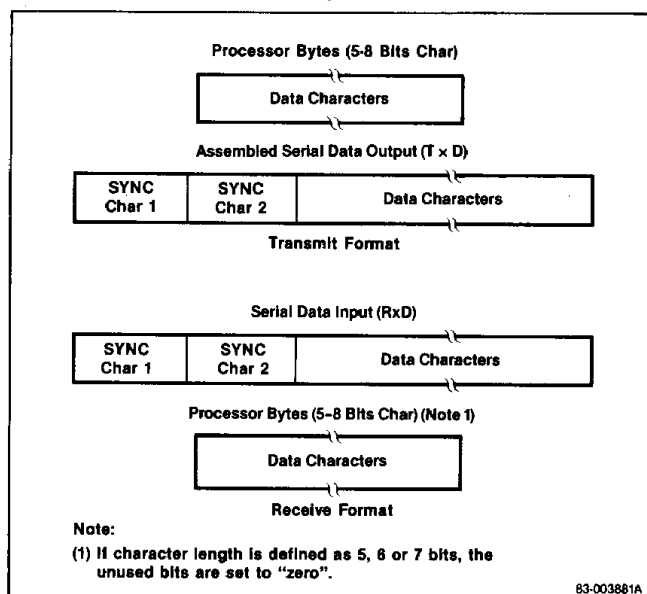 Processor Bytes (5-8 Bits Char)
Data Characters
Assembled Serial Data Output (T × D)
SYNC Char 1
SYNC Char 2
Data Characters
Transmit Format
Serial Data Input (RxD)
SYNC Char 1
SYNC Char 2
Data Characters
Processor Bytes (5–8 Bits Char) (Note 1)
Data Characters
Receive Format
Note:
(1) If character length is defined as 5, 6 or 7 bits, the
unused bits are set to “zero”.
83-003881A